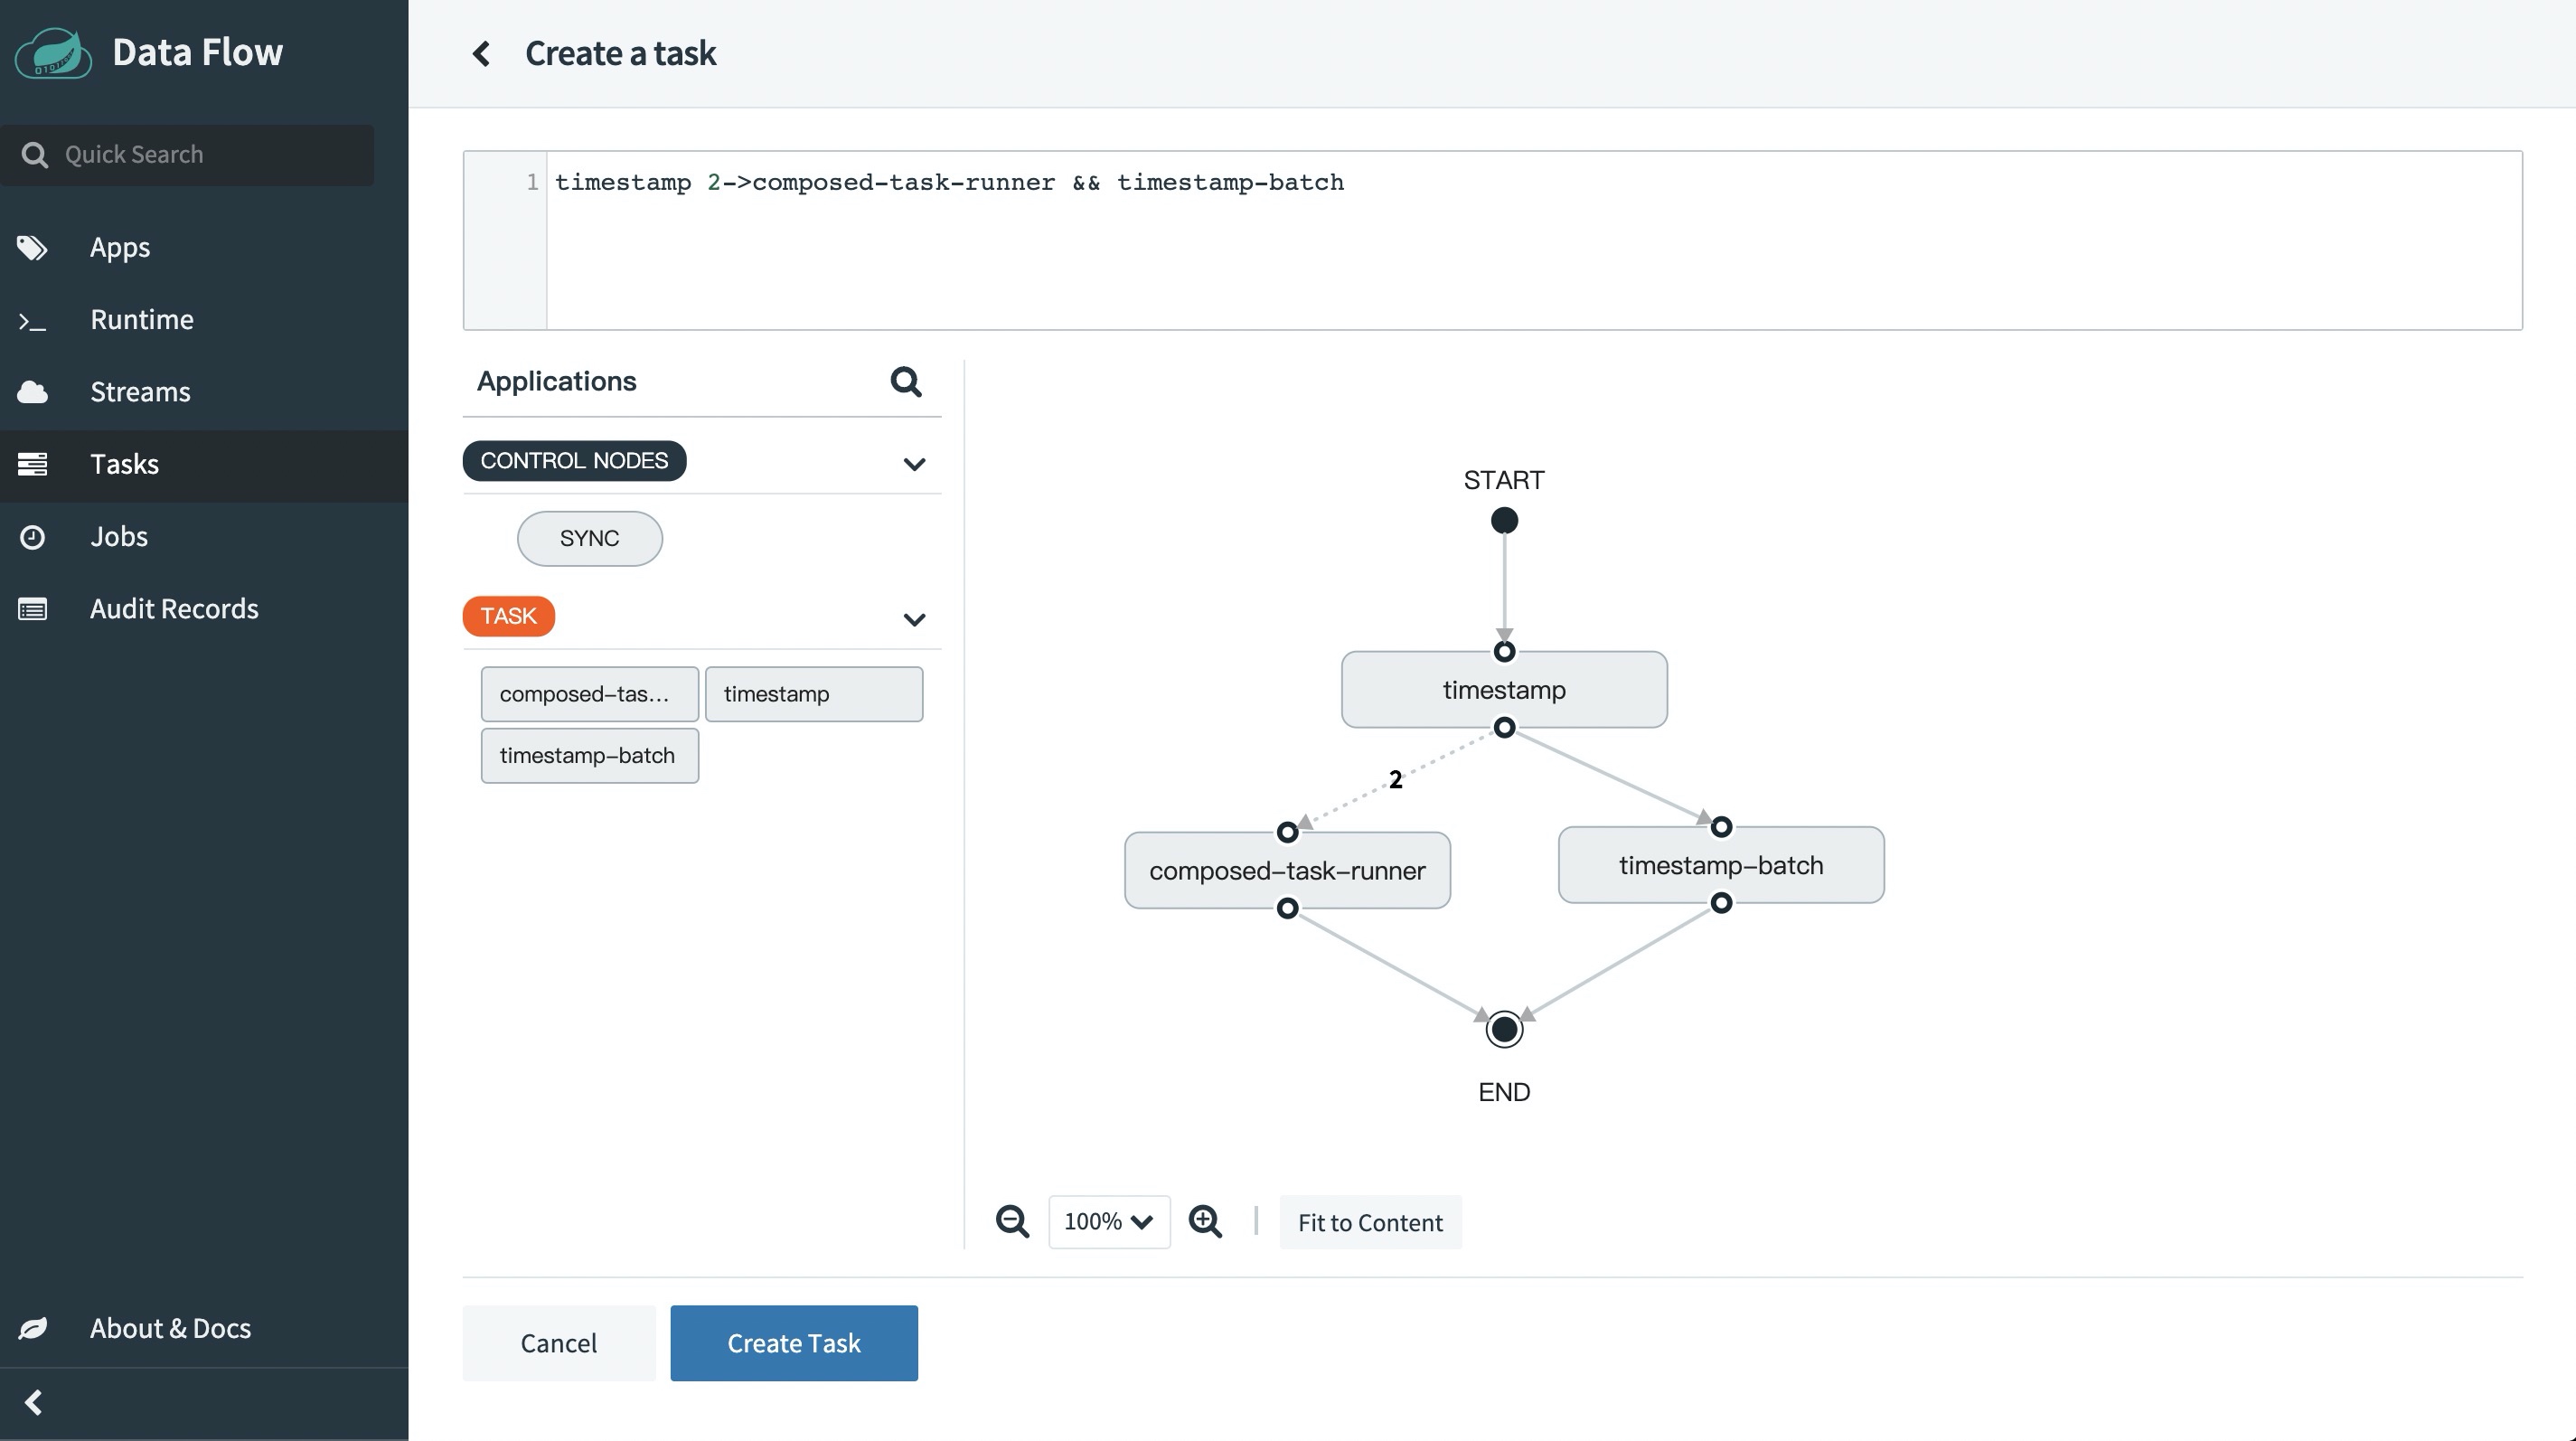 Data Flow
Create a task
Quick Search
1 timestamp 2->composed-task-runner && timestamp-batch
Apps
Runtime
Streams
Tasks
Jobs
Audit Records
About & Docs
Applications
CONTROL NODES
SYNC
TASK
composed-tas...
timestamp
timestamp-batch
START
timestamp
2
composed-task-runner
timestamp-batch
END
100%
Fit to Content
Cancel
Create Task